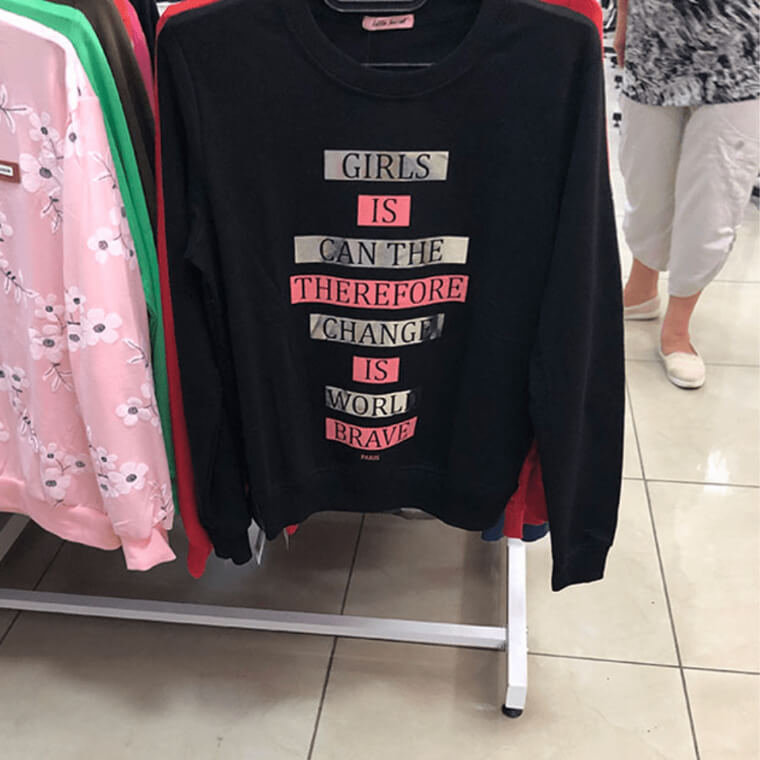 GIRLS
IS
CAN THE
THEREFORE
CHANGE
IS
WORLD
BRAVE
PARIS